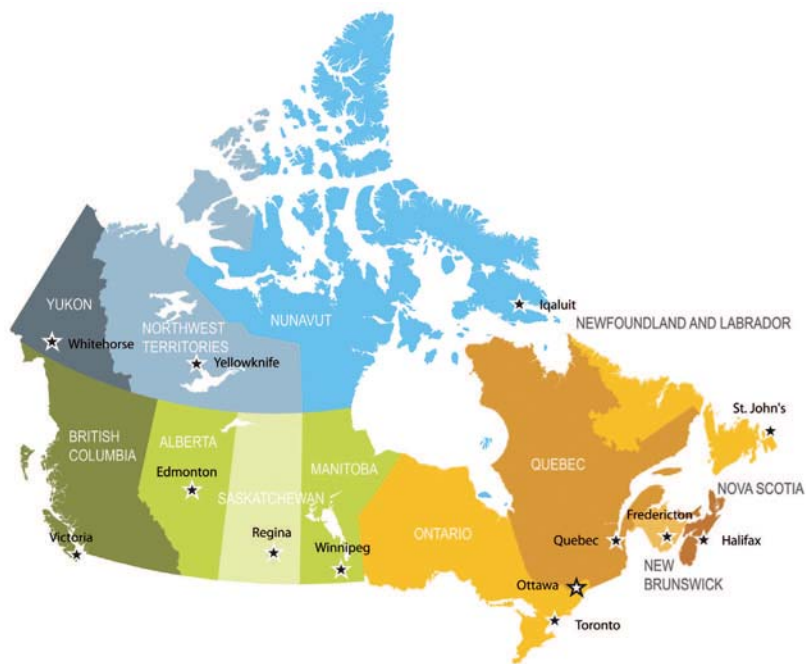 Iqaluit
YUKON
NUNAVUT
NEWFOUNDLAND AND LABRADOR
NORTHWEST
TERRITORIES
Whitehorse
Yellowknife
St. John's
BRITISH
COLUMBIA
ALBERTA
Edmonton
MANITOBA
QUEBEC
SASKATCHEWAN
NOVA SCOTIA
Fredericton
Victoria
Regina
Winnipeg
ONTARIO
Quebec
Halifax
NEW
BRUNSWICK
Ottawa
Toronto